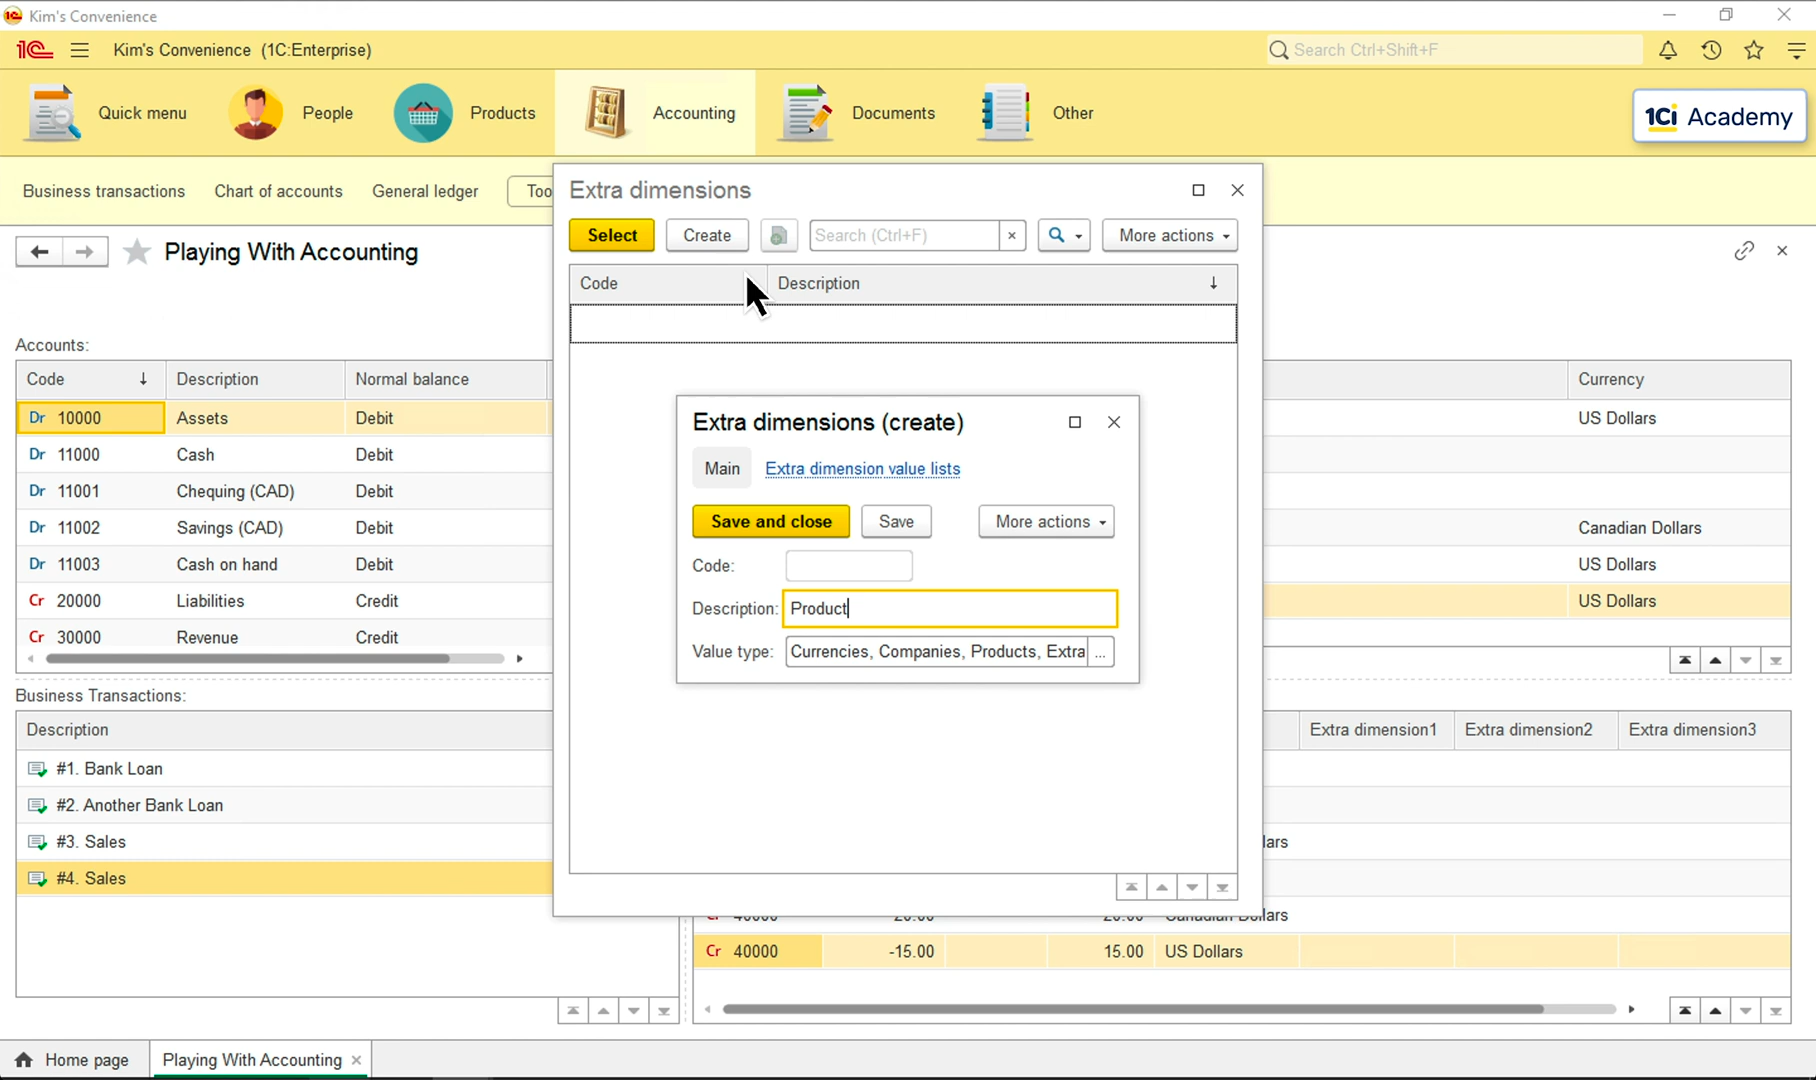 Kim's Convenience
Kim's Convenience (1C:Enterprise)
Search Ctrl+Shift+F
Quick menu
People
Products
Accounting
Documents
Other
1Ci Academy
Business transactions
Chart of accounts
General ledger
Too
Playing With Accounting
Accounts:
Code Description Normal balance
Dr 10000 Assets Debit
Dr 11000 Cash Debit
Dr 11001 Chequing (CAD) Debit
Dr 11002 Savings (CAD) Debit
Dr 11003 Cash on hand Debit
Cr 20000 Liabilities Credit
Cr 30000 Revenue Credit
Currency
US Dollars
Canadian Dollars
US Dollars
US Dollars
Business Transactions:
Description
#1. Bank Loan
#2. Another Bank Loan
#3. Sales
#4. Sales
Extra dimensions
Select Create Search (Ctrl+F) × More actions
Code Description
Extra dimensions (create)
Main Extra dimension value lists
Save and close Save More actions
Code:
Description: Product
Value type: Currencies, Companies, Products, Extra ...
Extra dimension1 Extra dimension2 Extra dimension3
lars
Cr 40000 20.00 20.00 Canadian Dollars
Cr 40000 -15.00 15.00 US Dollars
Home page
Playing With Accounting ×